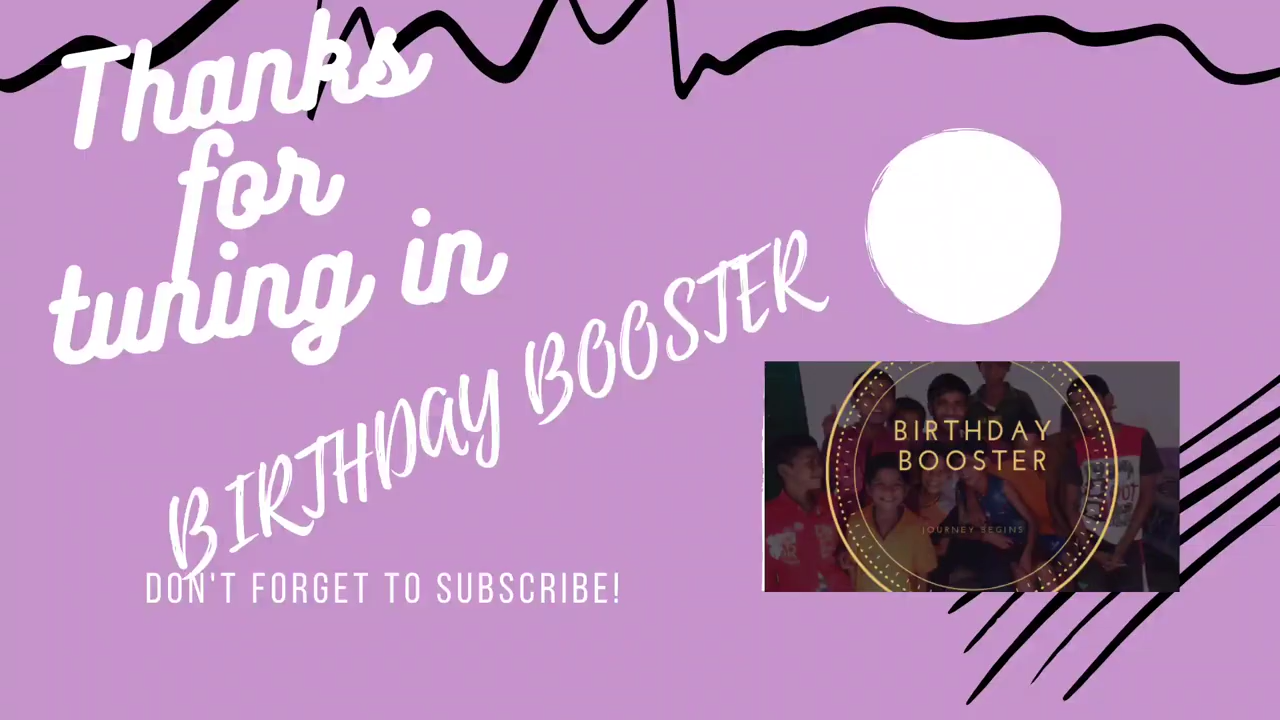 Thanks
for
tuning in
BIRTHDAY BOOSTER
DON'T FORGET TO SUBSCRIBE!
BIRTHDAY
BOOSTER
JOURNEY BEGINS